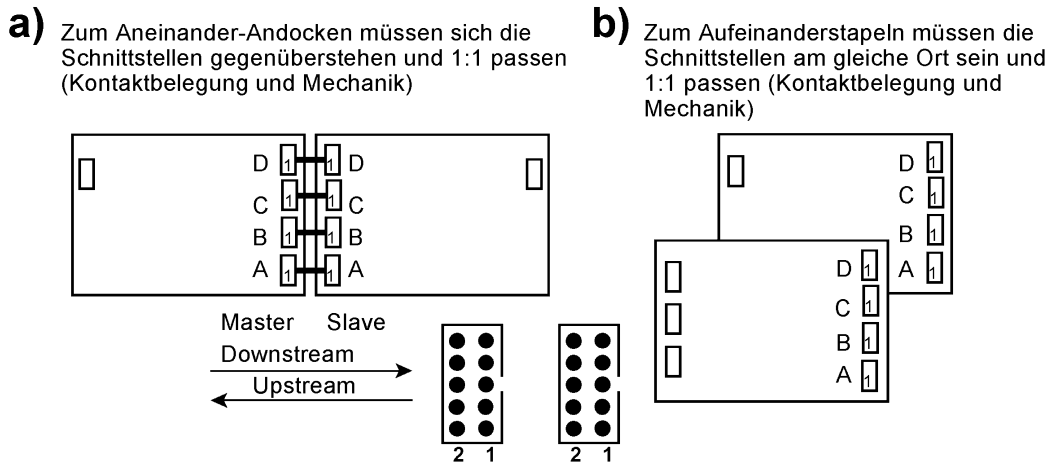 a)
Zum Aneinander-Andocken müssen sich die
Schnittstellen gegenüberstehen und 1:1 passen
(Kontaktbelegung und Mechanik)
D 1 1 D
C 1 1 C
B 1 1 B
A 1 1 A
Master Slave
Downstream
Upstream
2 1
2 1
b)
Zum Aufeinanderstapeln müssen die
Schnittstellen am gleiche Ort sein und
1:1 passen (Kontaktbelegung und
Mechanik)
D 1
C 1
B 1
A 1
D 1
C 1
B 1
A 1